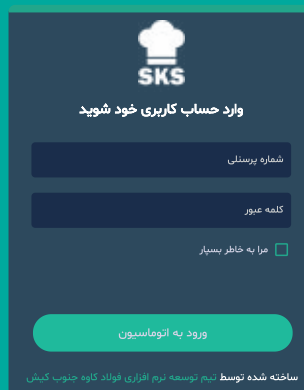 SKS
وارد حساب کاربری خود شوید
شماره پرسنلی
کلمه عبور
مرا به خاطر بسپار
ورود به اتوماسیون
ساخته شده توسط تیم توسعه نرم افزاری فولاد کاوه جنوب کیش